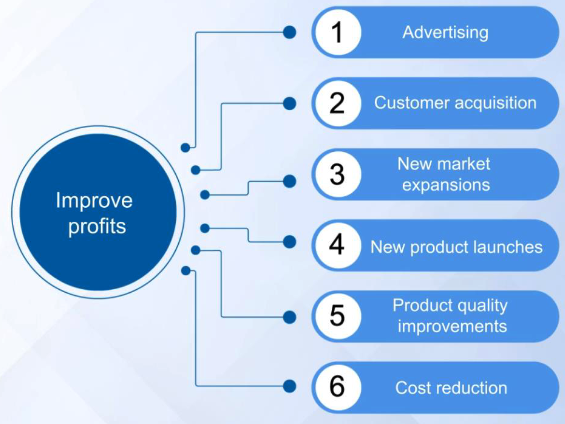 Improve
profits
1
Advertising
2
Customer acquisition
3
New market
expansions
4
New product launches
5
Product quality
improvements
6
Cost reduction